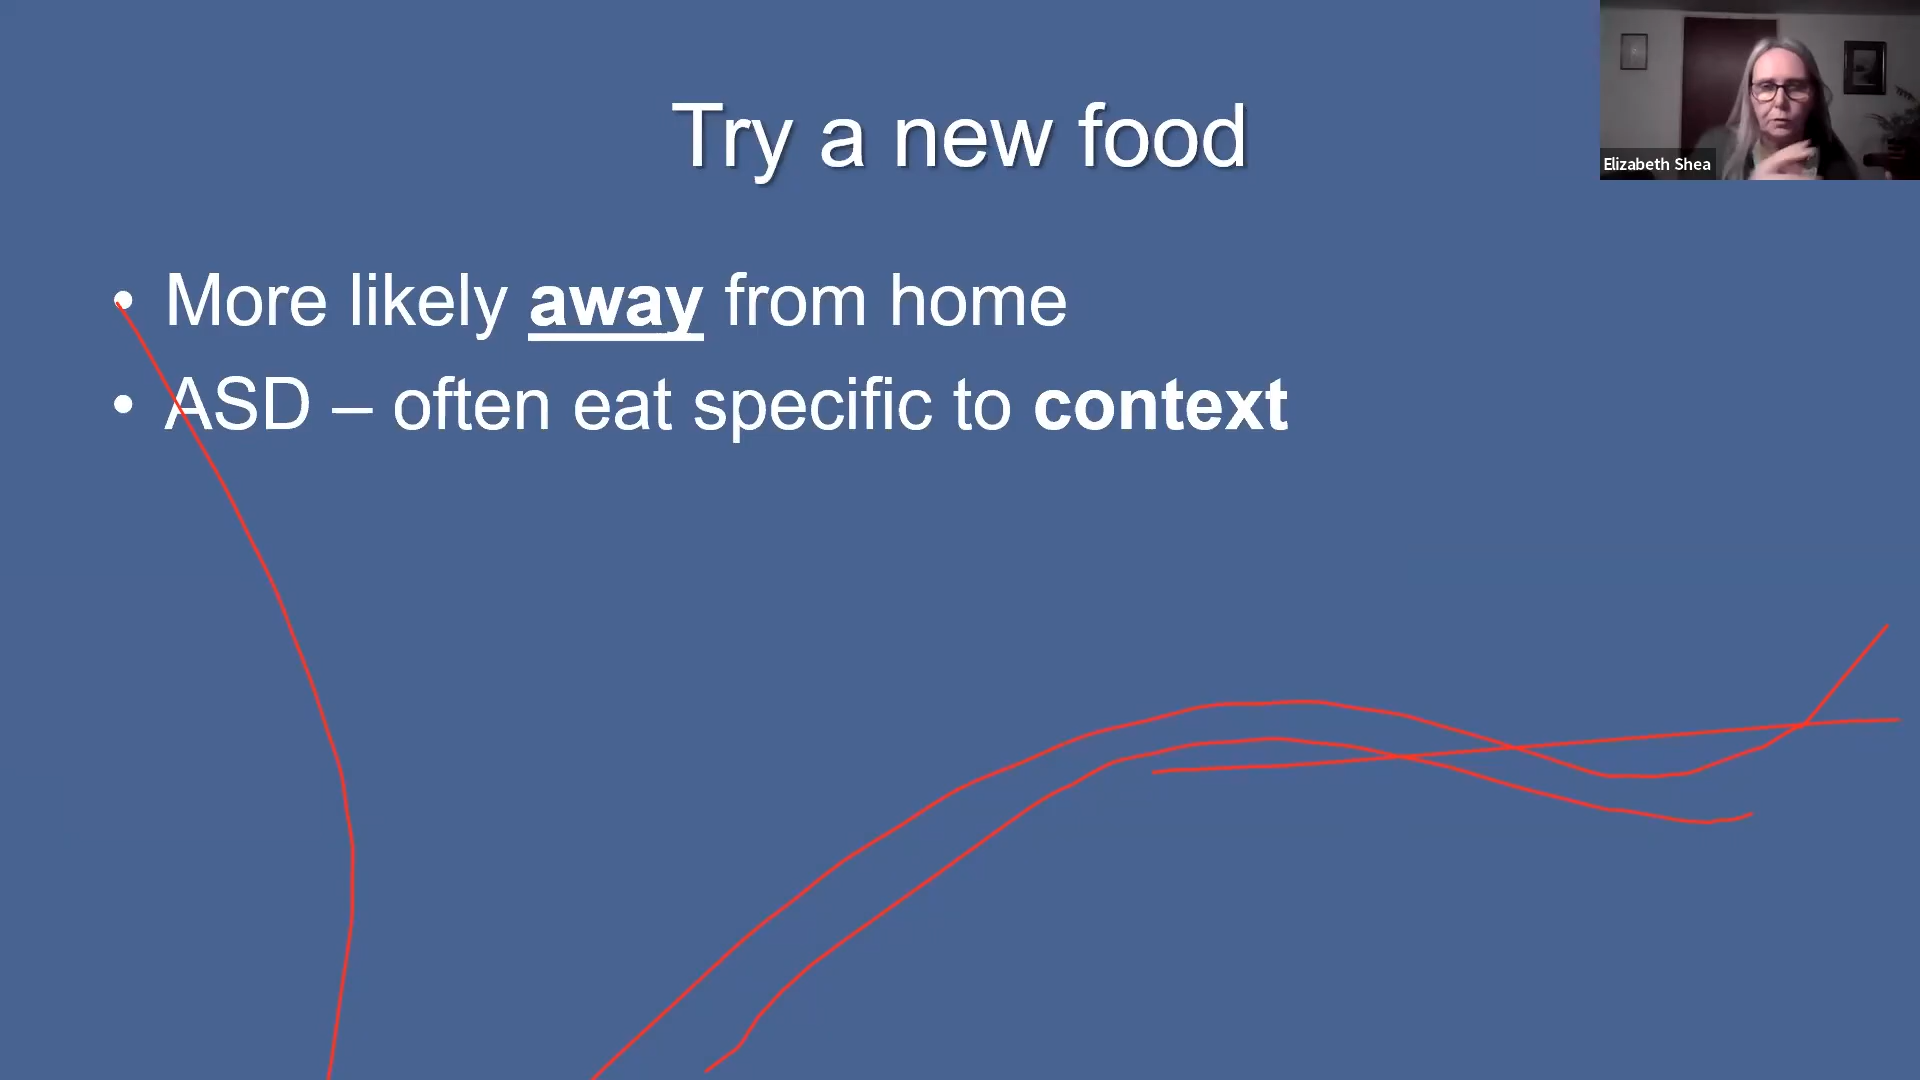 Try a new food
• More likely away from home
• ASD – often eat specific to context
Elizabeth Shea